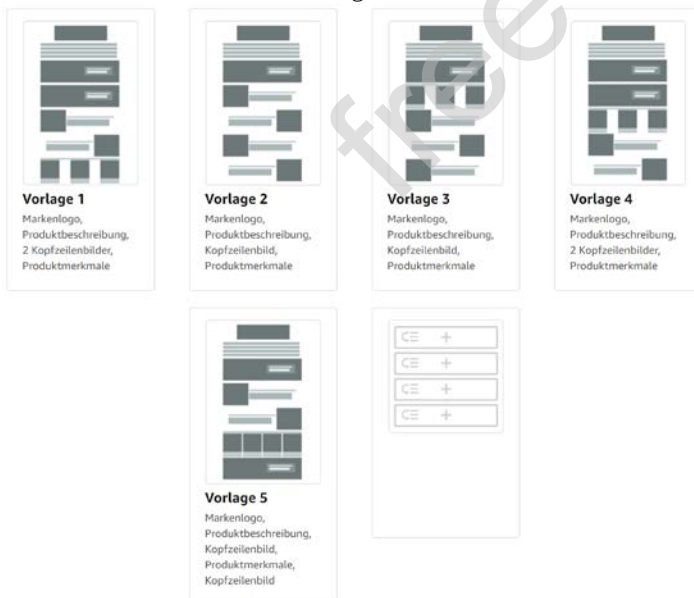 free
Vorlage 1
Markenlogo,
Produktbeschreibung,
2 Kopfzeilenbilder,
Produktmerkmale
Vorlage 2
Markenlogo,
Produktbeschreibung,
Kopfzeilenbild,
Produktmerkmale
Vorlage 3
Markenlogo,
Produktbeschreibung,
Kopfzeilenbild,
Produktmerkmale
Vorlage 4
Markenlogo,
Produktbeschreibung,
2 Kopfzeilenbilder,
Produktmerkmale
Vorlage 5
Markenlogo,
Produktbeschreibung,
Kopfzeilenbild,
Produktmerkmale,
Kopfzeilenbild